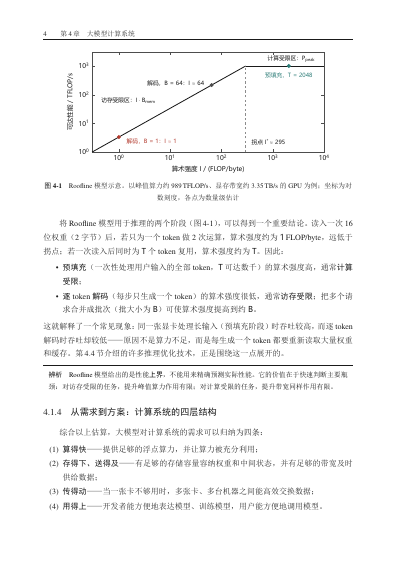 4 第 4 章 大模型计算系统
计算受限区：P_peak
10³
预填充，T = 2048
解码，B = 64：I = 64
10²
访存受限区：I · B_mem
10¹
解码，B = 1：I = 1
拐点 I* ≈ 295
10⁰
可达性能 / TFLOP/s
10⁰ 10¹ 10² 10³ 10⁴
算术强度 I / (FLOP/byte)
图 4-1 Roofline 模型示意。以峰值算力约 989 TFLOP/s、显存带宽约 3.35 TB/s 的 GPU 为例；坐标为对
数刻度，各点为数量级估计
将 Roofline 模型用于推理的两个阶段（图 4-1），可以得到一个重要结论。读入一次 16
位权重（2 字节）后，若只为一个 token 做 2 次运算，算术强度约为 1 FLOP/byte，远低于
拐点；若一次读入后同时为 T 个 token 复用，算术强度约为 T。因此：
• 预填充（一次性处理用户输入的全部 token，T 可达数千）的算术强度高，通常计算
受限；
• 逐 token 解码（每步只生成一个 token）的算术强度很低，通常访存受限；把多个请
求合并成批次（批大小为 B）可使算术强度提高到约 B。
这就解释了一个常见现象：同一张显卡处理长输入（预填充阶段）时吞吐较高，而逐 token
解码时吞吐却较低——原因不是算力不足，而是每生成一个 token 都要重新读取大量权重
和缓存。第 4.4 节介绍的许多推理优化技术，正是围绕这一点展开的。
辨析 Roofline 模型给出的是性能上界，不能用来精确预测实际性能。它的价值在于快速判断主要瓶
颈：对访存受限的任务，提升峰值算力作用有限；对计算受限的任务，提升带宽同样作用有限。
4.1.4 从需求到方案：计算系统的四层结构
综合以上估算，大模型对计算系统的需求可以归纳为四条：
(1) 算得快——提供足够的浮点算力，并让算力被充分利用；
(2) 存得下、送得及——有足够的存储容量容纳权重和中间状态，并有足够的带宽及时
供给数据；
(3) 传得动——当一张卡不够用时，多张卡、多台机器之间能高效交换数据；
(4) 用得上——开发者能方便地表达模型、训练模型，用户能方便地调用模型。